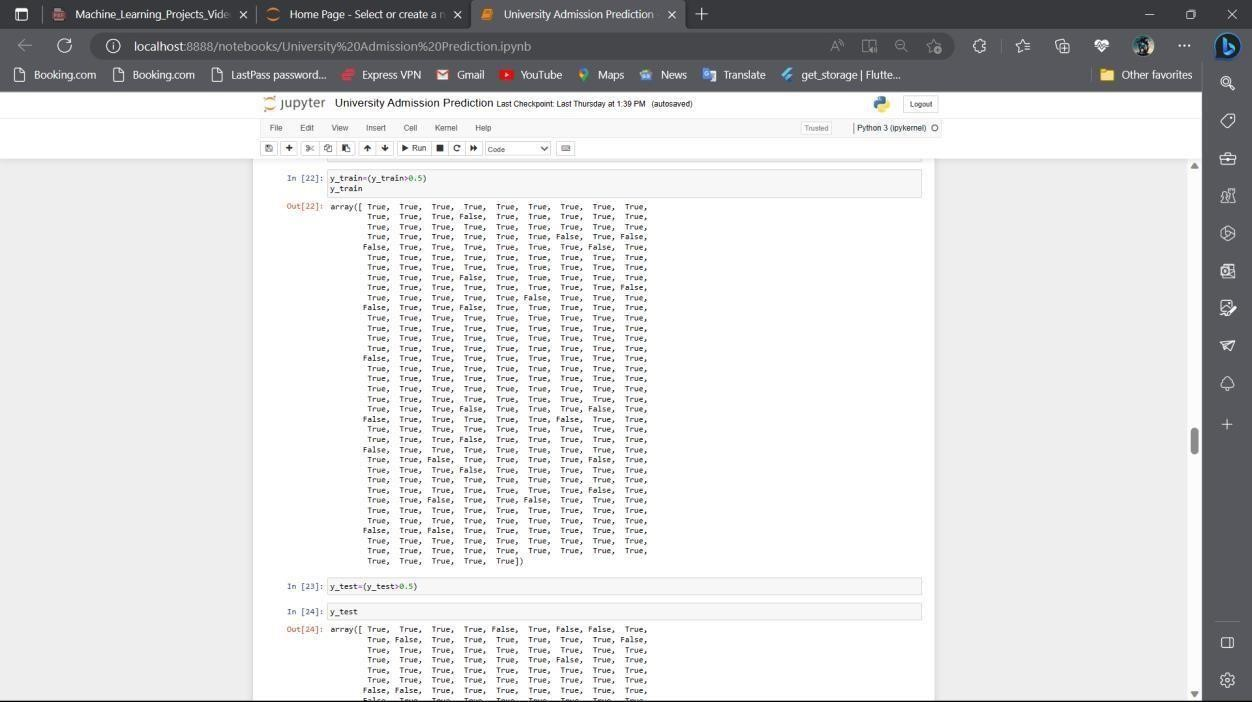 Machine_Learning_Projects_Vide
Home Page - Select or create a n
University Admission Prediction
localhost:8888/notebooks/University%20Admission%20Prediction.ipynb
Booking.com Booking.com LastPass password... Express VPN Gmail YouTube Maps News Translate get_storage | Flutte... Other favorites
jupyter University Admission Prediction Last Checkpoint: Last Thursday at 1:39 PM (autosaved) Logout
File Edit View Insert Cell Kernel Help Trusted Python 3 (ipykernel)
Run Code
In [22]: y_train=(y_train>0.5)
y_train
Out[22]: array([ True, True, True, True, True, True, True, True, True,
True, True, True, False, True, True, True, True, True,
True, True, True, True, True, True, True, True, True,
True, True, True, True, True, True, False, True, False,
False, True, True, True, True, True, True, False, True,
True, True, True, True, True, True, True, True, True,
True, True, True, True, True, True, True, True, True,
True, True, True, False, True, True, True, True, True,
True, True, True, True, True, True, True, True, False,
True, True, True, True, True, False, True, True, True,
False, True, True, False, True, True, True, True, True,
True, True, True, True, True, True, True, True, True,
True, True, True, True, True, True, True, True, True,
True, True, True, True, True, True, True, True, True,
True, True, True, True, True, True, True, True, True,
False, True, True, True, True, True, True, True, True,
True, True, True, True, True, True, True, True, True,
True, True, True, True, True, True, True, True, True,
True, True, True, True, True, True, True, True, True,
True, True, True, True, True, True, True, True, True,
True, True, True, False, True, True, True, False, True,
False, True, True, True, True, True, False, True, True,
True, True, True, True, True, True, True, True, True,
True, True, True, False, True, True, True, True, True,
False, True, True, True, True, True, True, True, True,
True, True, False, True, True, True, True, False, True,
True, True, True, False, True, True, True, True, True,
True, True, True, True, True, True, True, True, True,
True, True, True, True, True, True, True, False, True,
True, True, False, True, True, False, True, True, True,
True, True, True, True, True, True, True, True, True,
True, True, True, True, True, True, True, True, True,
False, True, False, True, True, True, True, True, True,
True, True, True, True, True, True, True, True, True,
True, True, True, True, True, True, True, True, True,
True, True, True, True, True])
In [23]: y_test=(y_test>0.5)
In [24]: y_test
Out[24]: array([ True, True, True, True, False, True, False, False, True,
True, False, True, True, True, True, True, True, False,
True, True, True, True, True, True, True, True, True,
True, True, True, True, True, True, False, True, True,
True, True, True, True, True, True, True, True, True,
True, True, True, True, True, True, True, True, True,
False, False, True, True, True, True, True, True, True,